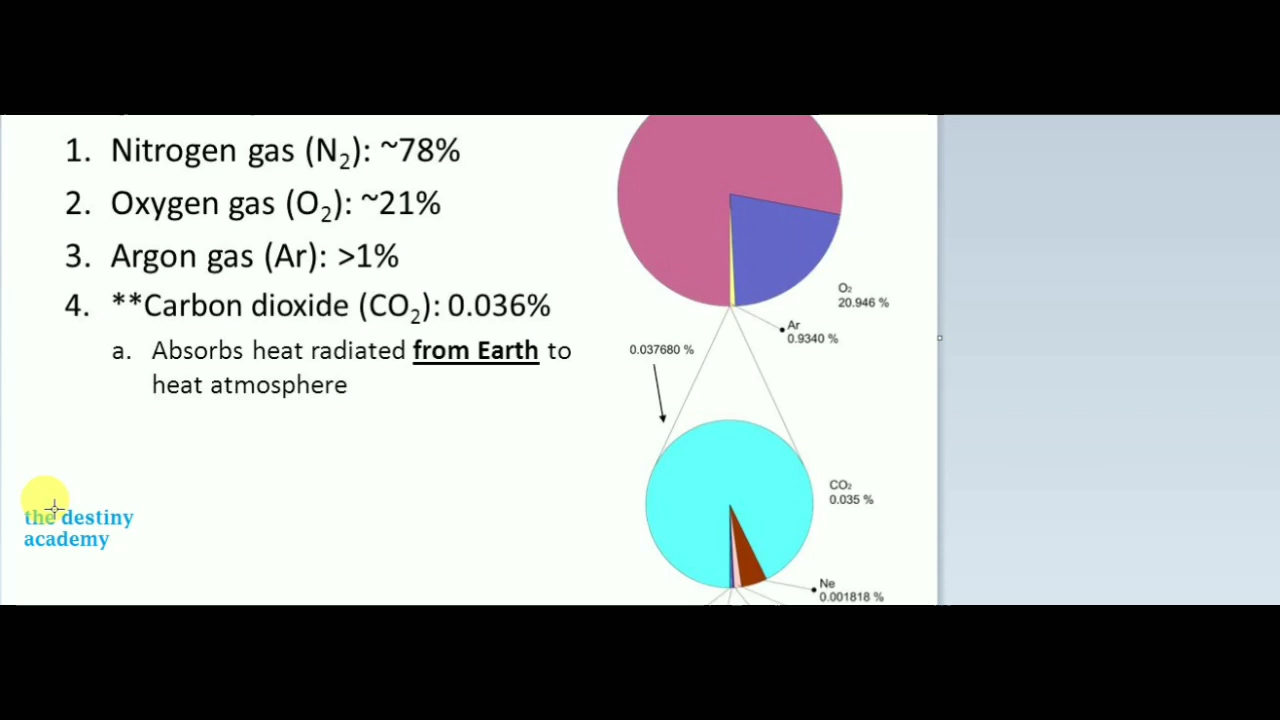 1. Nitrogen gas (N₂): ~78%
2. Oxygen gas (O₂): ~21%
3. Argon gas (Ar): >1%
4. **Carbon dioxide (CO₂): 0.036%
a. Absorbs heat radiated from Earth to
heat atmosphere
the destiny
academy
O₂
20.946 %
Ar
0.9340 %
0.037680 %
CO₂
0.035 %
Ne
0.001818 %